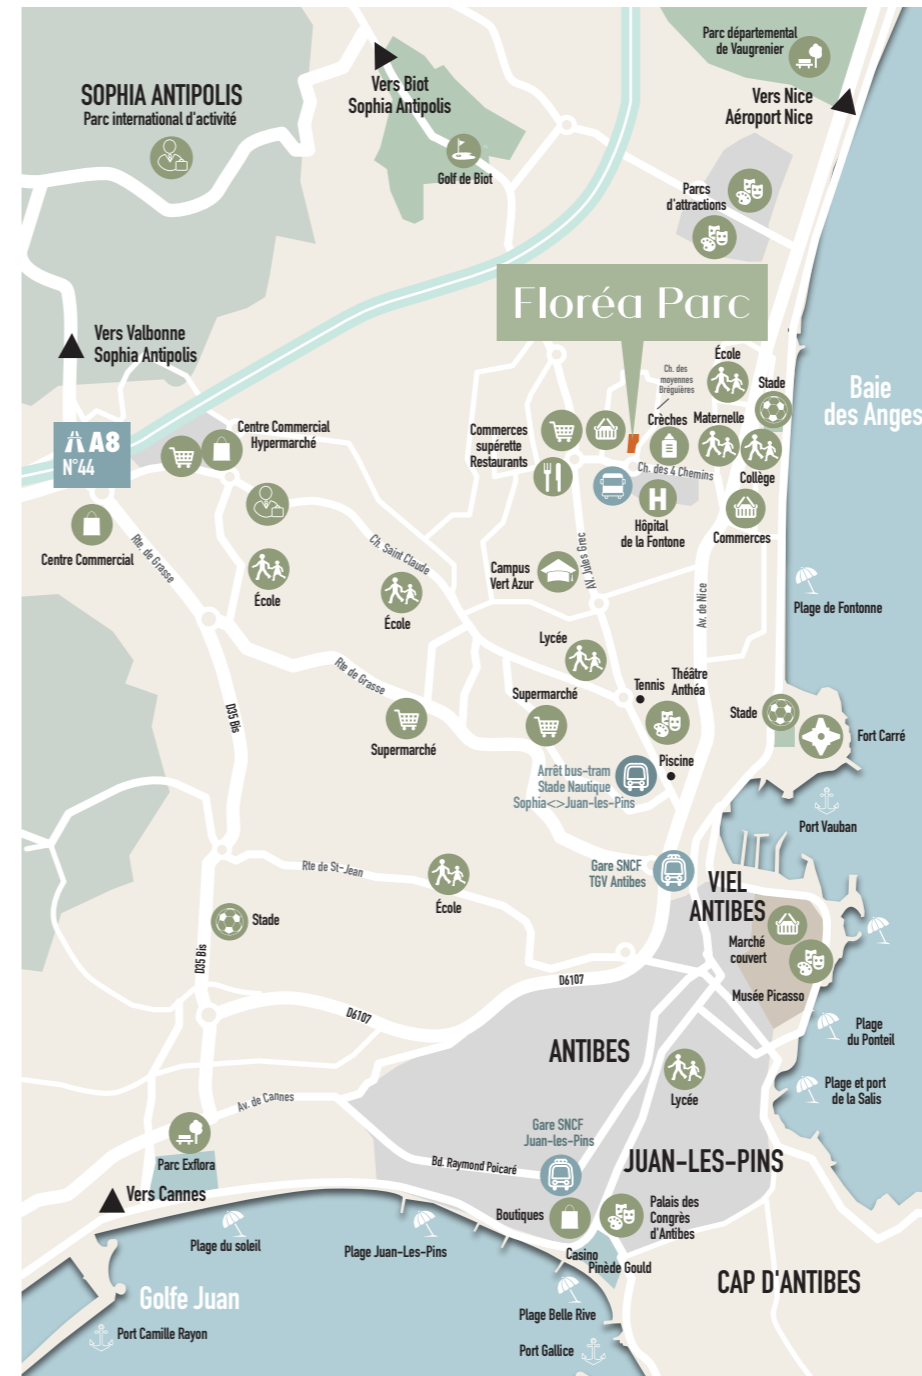 Parc départemental
de Vaugrenier
Vers Biot
Sophia Antipolis
SOPHIA ANTIPOLIS
Parc international d'activité
Vers Nice
Aéroport Nice
Golf de Biot
Parcs
d'attractions
Floréa Parc
Vers Valbonne
Sophia Antipolis
École
Ch. des
moyennes
Bréguières
Stade
Baie
des Anges
Centre Commercial
Hypermarché
Commerces
supérette
Restaurants
Crèches
Maternelle
A8
N°44
Ch. des 4 Chemins
Collège
H
Hôpital
de la Fontone
Commerces
Centre Commercial
Rte. de Grasse
Ch. Saint Claude
École
École
Campus
Vert Azur
AV. Jules Grec
Av. de Nice
Plage de Fontonne
Lycée
Rte de Grasse
Tennis
Théâtre
Anthéa
Supermarché
Supermarché
D35 Bis
Stade
Fort Carré
Arrêt bus-tram
Stade Nautique
Sophia<>Juan-les-Pins
Piscine
Port Vauban
Gare SNCF
TGV Antibes
Rte de St-Jean
École
VIEL
ANTIBES
Stade
Marché
couvert
D35 Bis
D6107
Musée Picasso
D6107
Plage
du Ponteil
ANTIBES
Lycée
Plage et port
de la Salis
Av. de Cannes
Gare SNCF
Juan-les-Pins
Parc Exflora
Bd. Raymond Poicaré
JUAN-LES-PINS
Vers Cannes
Boutiques
Palais des
Congrès
d'Antibes
Plage du soleil
Plage Juan-Les-Pins
Casino
Pinède Gould
CAP D'ANTIBES
Golfe Juan
Plage Belle Rive
Port Camille Rayon
Port Gallice